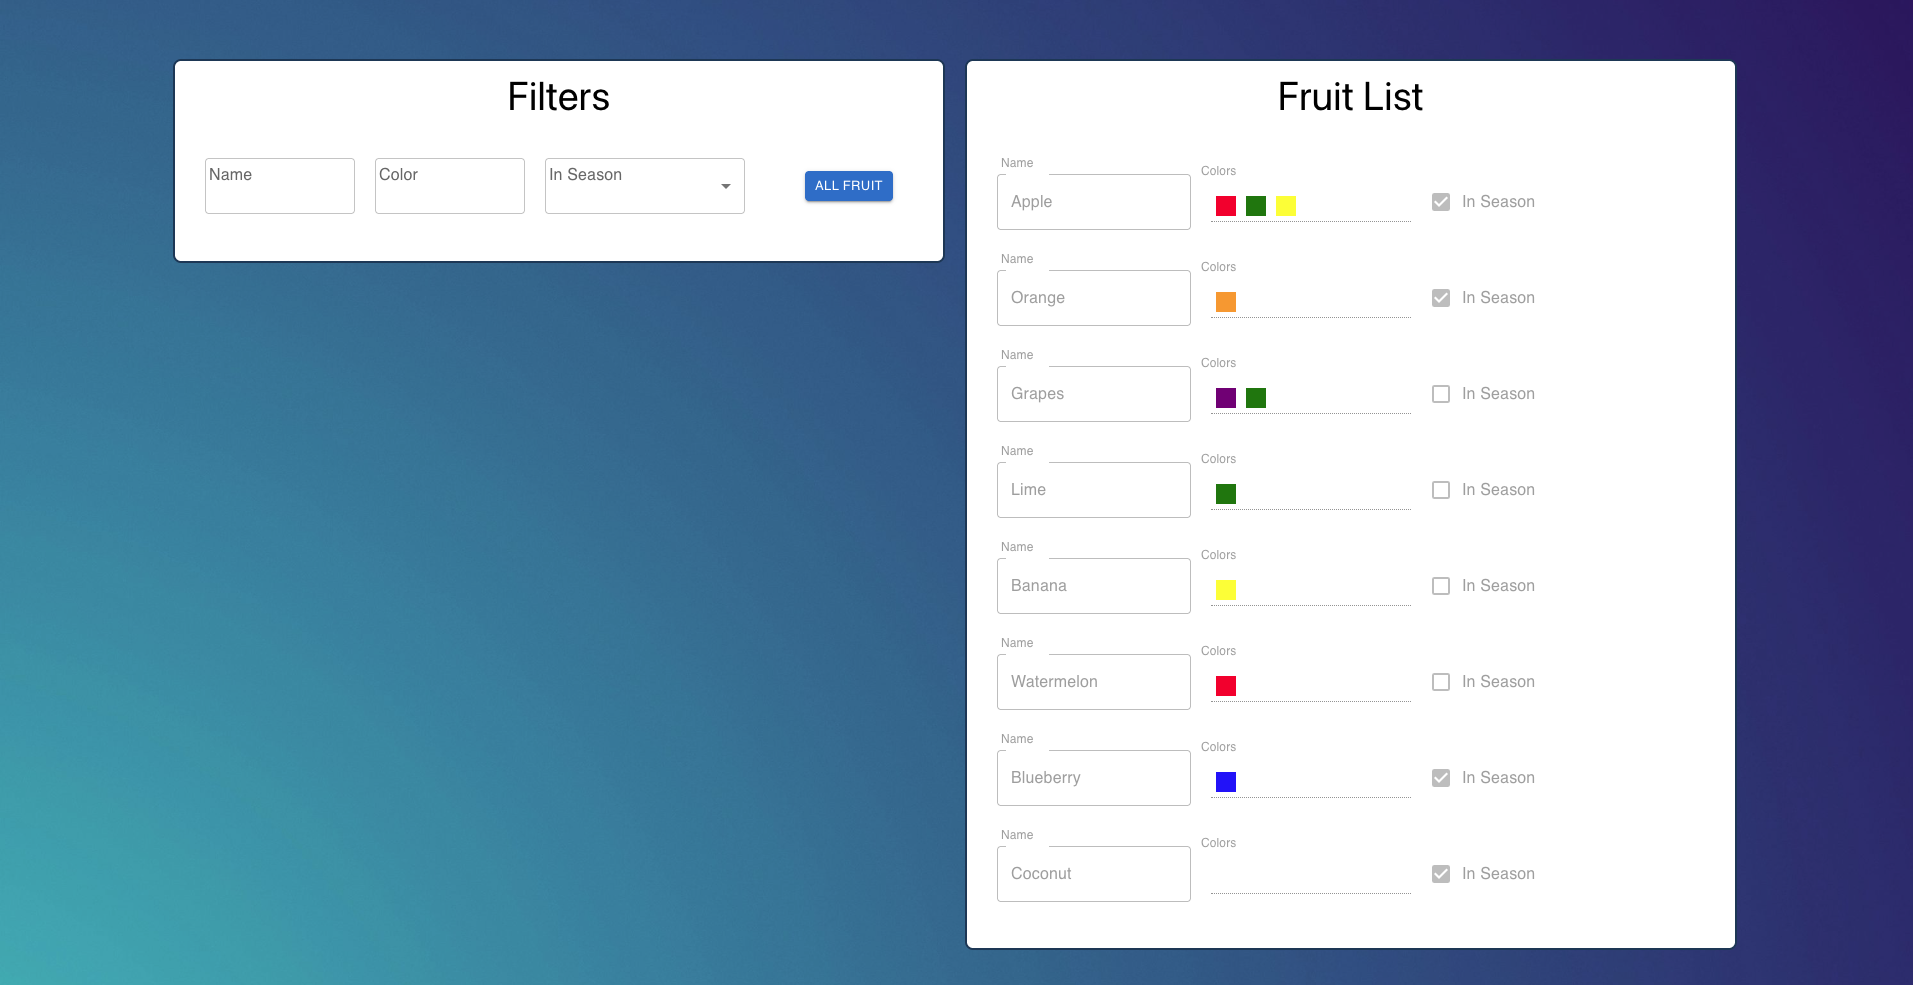 Filters
Name
Color
In Season
ALL FRUIT
Fruit List
Name
Colors
Apple
In Season
Name
Colors
Orange
In Season
Name
Colors
Grapes
In Season
Name
Colors
Lime
In Season
Name
Colors
Banana
In Season
Name
Colors
Watermelon
In Season
Name
Colors
Blueberry
In Season
Name
Colors
Coconut
In Season